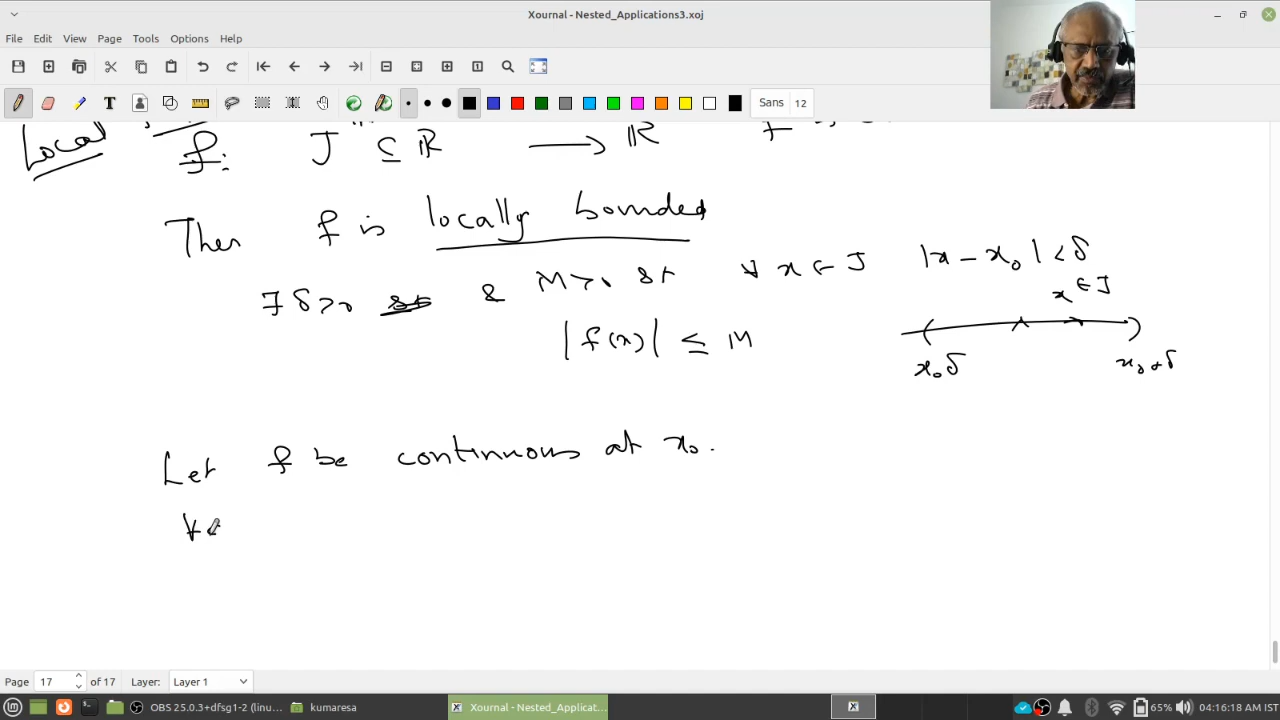 Xournal - Nested_Applications3.xoj
File Edit View Page Tools Options Help
Sans 12
Local
f: J ⊆ ℝ → ℝ
Then f is locally bounded
∃ δ>0 st & M>0 st ∀ x ∈ J |x - x₀| < δ
x ∈ J
|f(x)| ≤ M
x₀ δ x₀+δ
Let f be continuous at x₀.
∀
Page 17 of 17 Layer: Layer 1
OBS 25.0.3+dfsg1-2 (linu... kumaresa Xournal - Nested_Applicat... 65% 04:16:18 AM IST